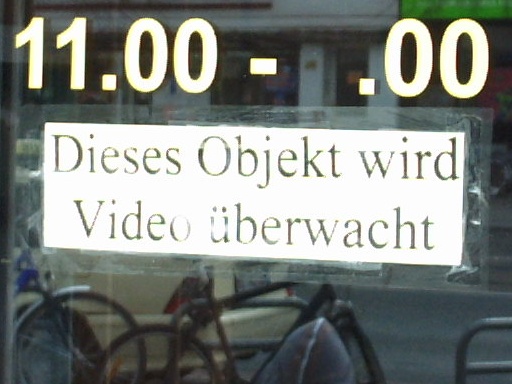 11.00 - .00
Dieses Objekt wird
Video überwacht